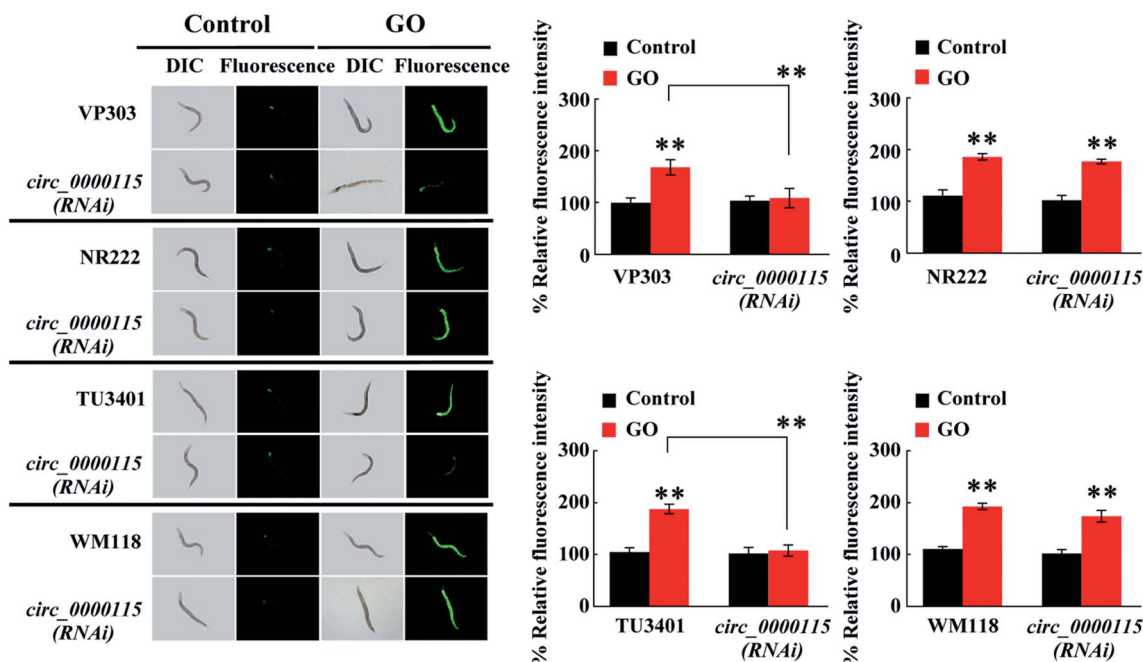 Control GO
DIC Fluorescence DIC Fluorescence
VP303
circ_0000115
(RNAi)
NR222
circ_0000115
(RNAi)
TU3401
circ_0000115
(RNAi)
WM118
circ_0000115
(RNAi)
% Relative fluorescence intensity
Control
GO
**
**
300
200
100
0
VP303 circ_0000115
(RNAi)
% Relative fluorescence intensity
Control
GO
** **
300
200
100
0
NR222 circ_0000115
(RNAi)
% Relative fluorescence intensity
Control
GO
**
**
300
200
100
0
TU3401 circ_0000115
(RNAi)
% Relative fluorescence intensity
Control
GO
** **
300
200
100
0
WM118 circ_0000115
(RNAi)